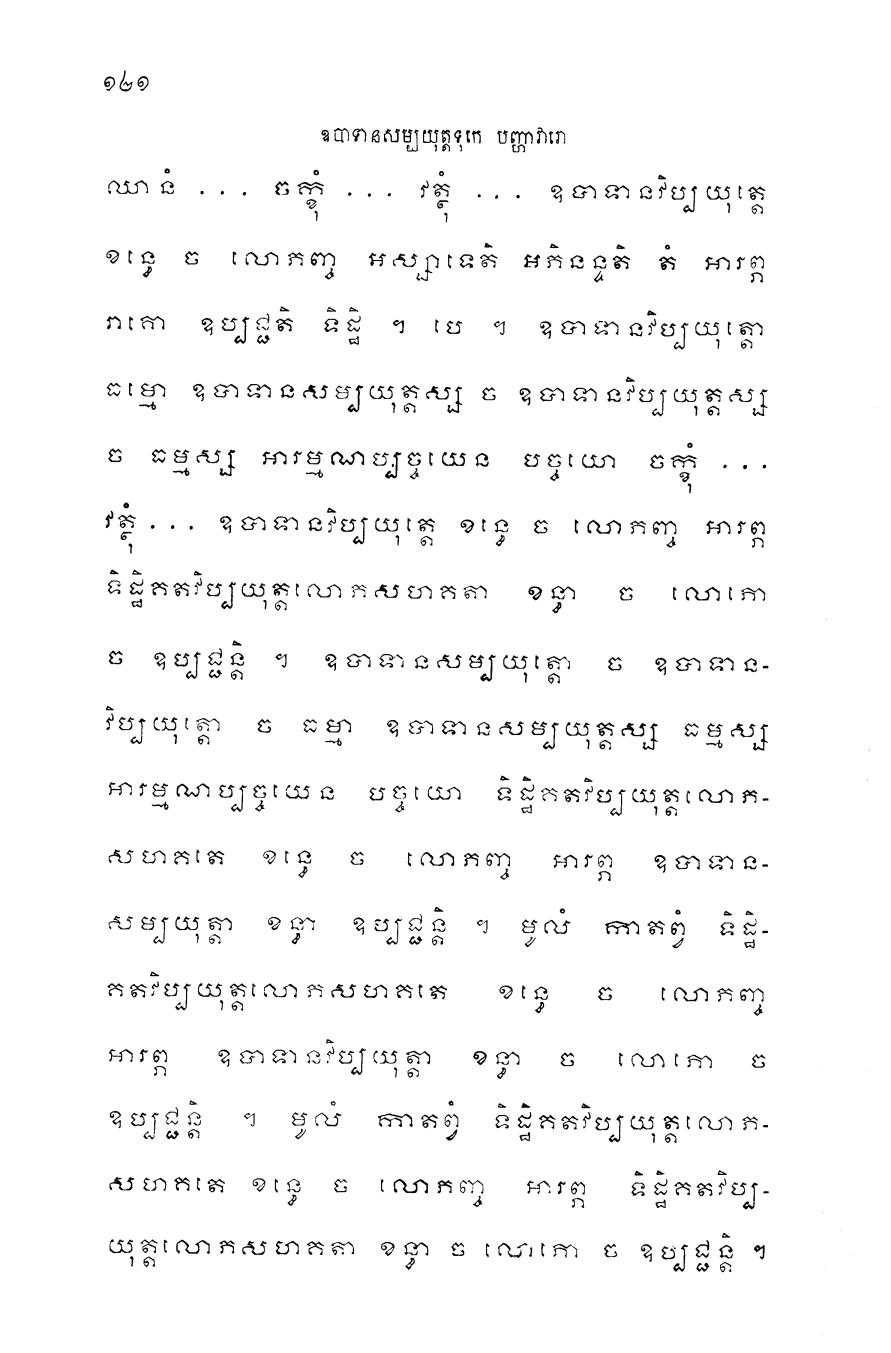 ១៤១
ឧបាទានសម្បយុត្តទុកេ បញ្ហាវារោ
ឈានំ ... ចក្ខុំ ... វត្ថុំ ... ឧបាទានវិប្បយុត្តេ
ខន្ធេ ច លោភញ្ច អស្សាទេតិ អភិនន្ទតិ តំ អារព្ភ
រាគោ ឧប្បជ្ជតិ ទិដ្ឋិ ។ បេ ។ ឧបាទានវិប្បយុត្តោ
ធម្មោ ឧបាទានសម្បយុត្តស្ស ច ឧបាទានវិប្បយុត្តស្ស
ច ធម្មស្ស អារម្មណប្បច្ចយេន បច្ចយោ ចក្ខុំ ...
វត្ថុំ ... ឧបាទានវិប្បយុត្តេ ខន្ធេ ច លោភញ្ច អារព្ភ
ទិដ្ឋិគតវិប្បយុត្តលោភសហគតា ខន្ធា ច លោភោ
ច ឧប្បជ្ជន្តិ ។ ឧបាទានសម្បយុត្តោ ច ឧបាទាន-
វិប្បយុត្តោ ច ធម្មា ឧបាទានសម្បយុត្តស្ស ធម្មស្ស
អារម្មណប្បច្ចយេន បច្ចយោ ទិដ្ឋិគតវិប្បយុត្តលោភ-
សហគតេ ខន្ធេ ច លោភញ្ច អារព្ភ ឧបាទាន-
សម្បយុត្តា ខន្ធា ឧប្បជ្ជន្តិ ។ មូលំ កាតព្វំ ទិដ្ឋិ-
គតវិប្បយុត្តលោភសហគតេ ខន្ធេ ច លោភញ្ច
អារព្ភ ឧបាទានវិប្បយុត្តា ខន្ធា ច លោភោ ច
ឧប្បជ្ជន្តិ ។ មូលំ កាតព្វំ ទិដ្ឋិគតវិប្បយុត្តលោភ-
សហគតេ ខន្ធេ ច លោភញ្ច អារព្ភ ទិដ្ឋិគតវិប្ប-
យុត្តលោភសហគតា ខន្ធា ច លោភោ ច ឧប្បជ្ជន្តិ ។